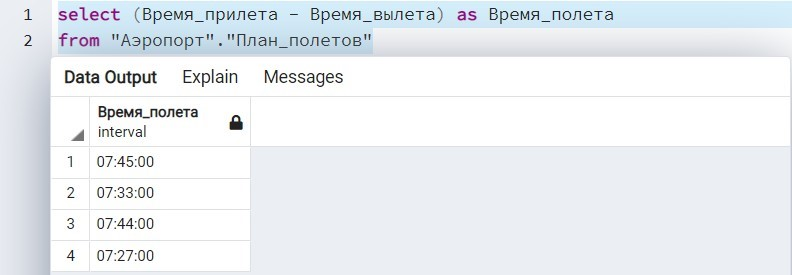 1 select (Время_прилета - Время_вылета) as Время_полета
2 from "Аэропорт"."План_полетов"
Data Output Explain Messages
Время_полета
interval
1 07:45:00
2 07:33:00
3 07:44:00
4 07:27:00